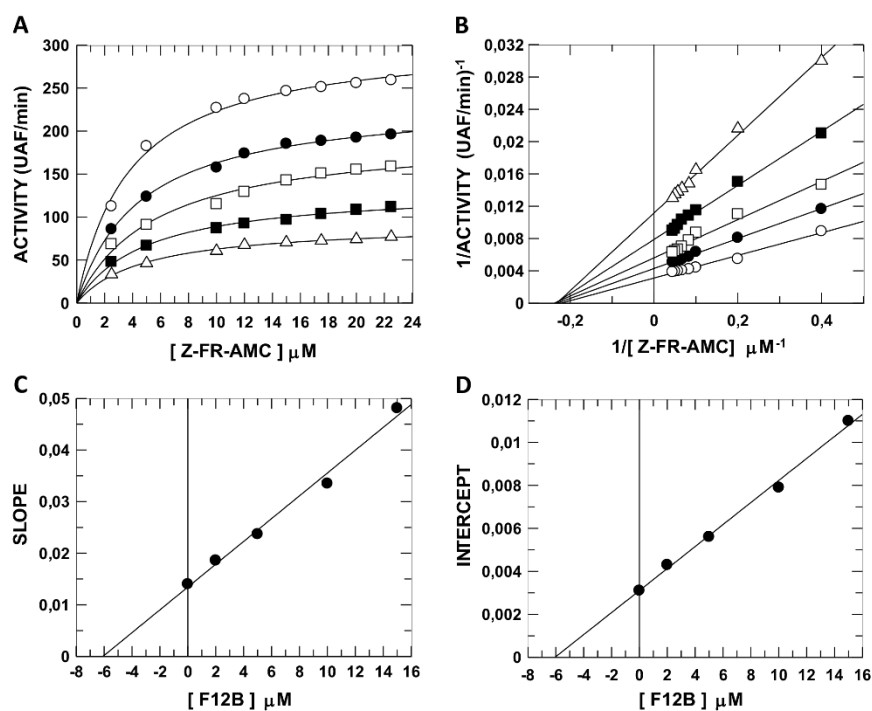 A
B
300
250
200
150
100
50
0
ACTIVITY (UAF/min)
0 2 4 6 8 10 12 14 16 18 20 22 24
[ Z-FR-AMC ] μM
0,032
0,028
0,024
0,02
0,016
0,012
0,008
0,004
0
1/ACTIVITY (UAF/min)⁻¹
-0,2 0 0,2 0,4
1/[ Z-FR-AMC] μM⁻¹
C
D
0,05
0,04
0,03
0,02
0,01
0
SLOPE
-8 -6 -4 -2 0 2 4 6 8 10 12 14 16
[ F12B ] μM
0,012
0,01
0,008
0,006
0,004
0,002
0
INTERCEPT
-8 -6 -4 -2 0 2 4 6 8 10 12 14 16
[ F12B ] μM